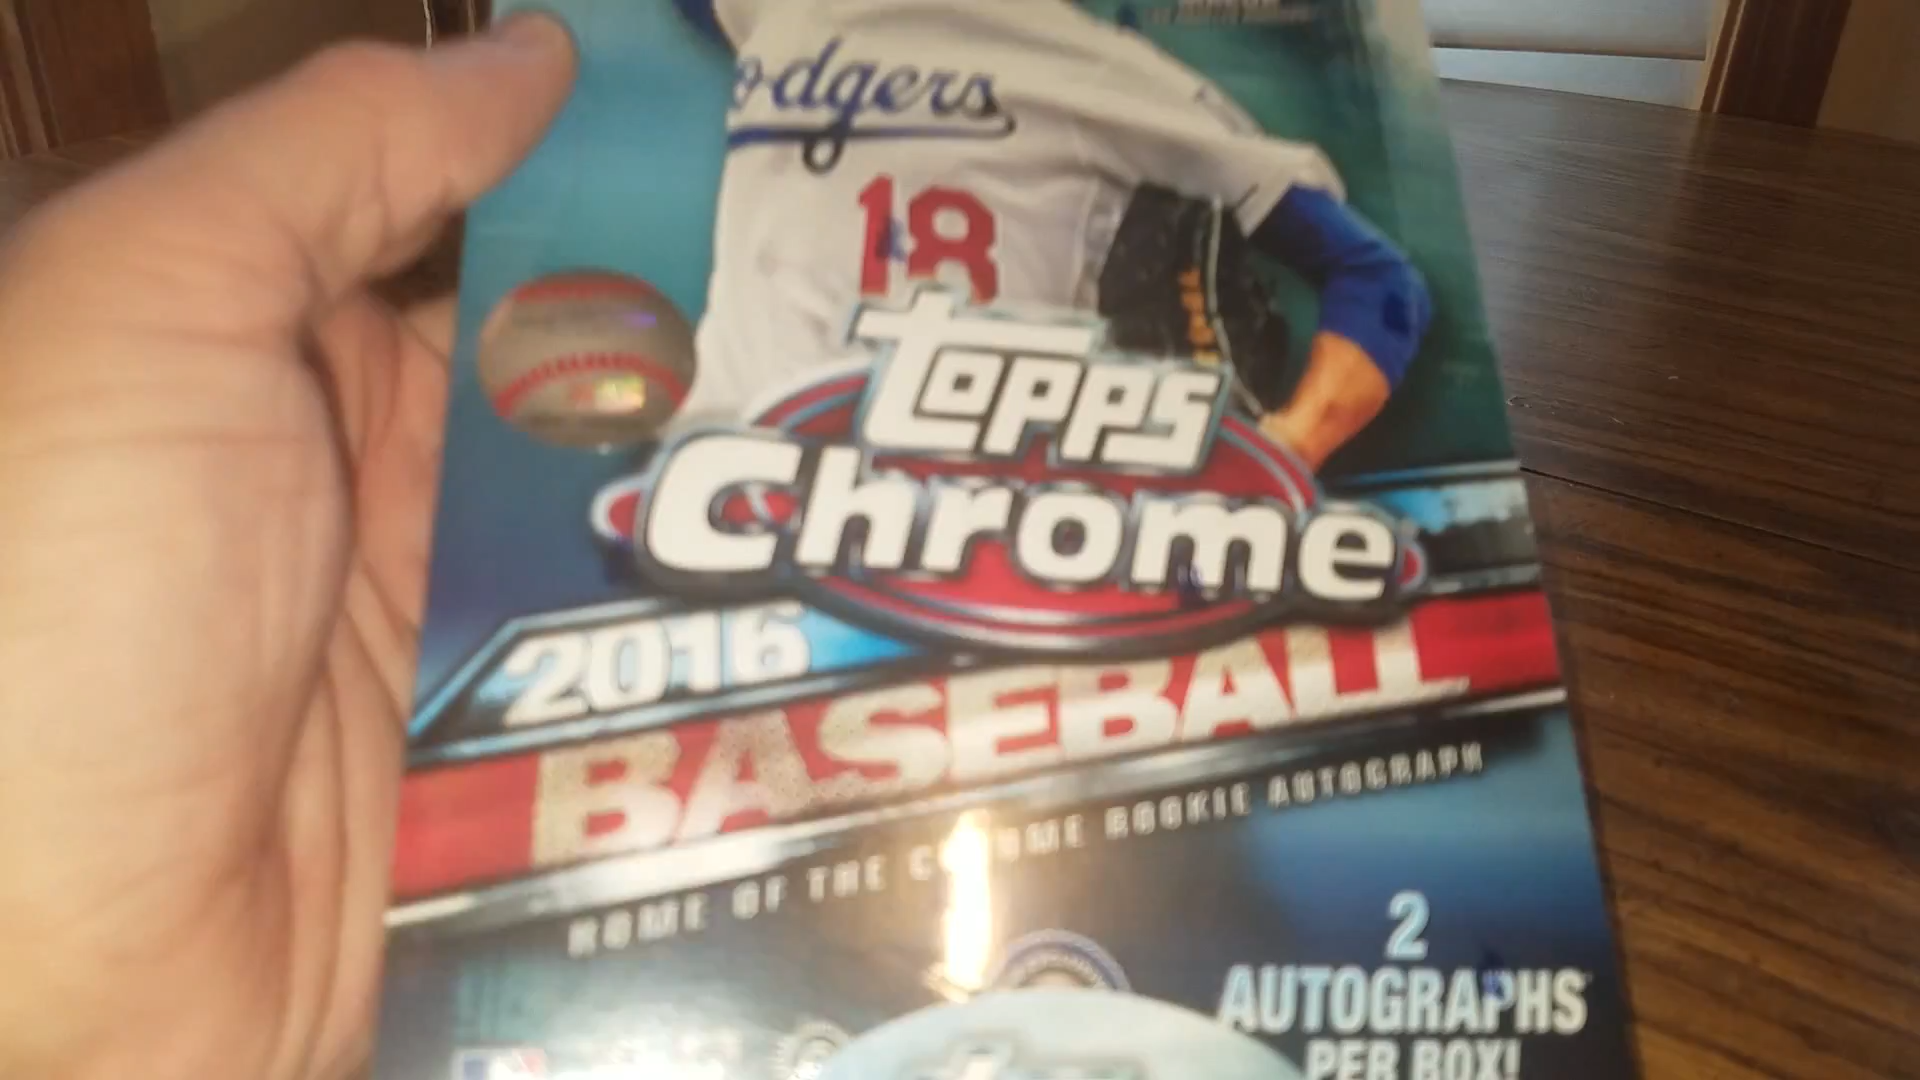 odgers
18
Topps
Chrome
2016
BASEBALL
HOME OF THE CHROME ROOKIE AUTOGRAPH
2
AUTOGRAPHS
PER BOX!